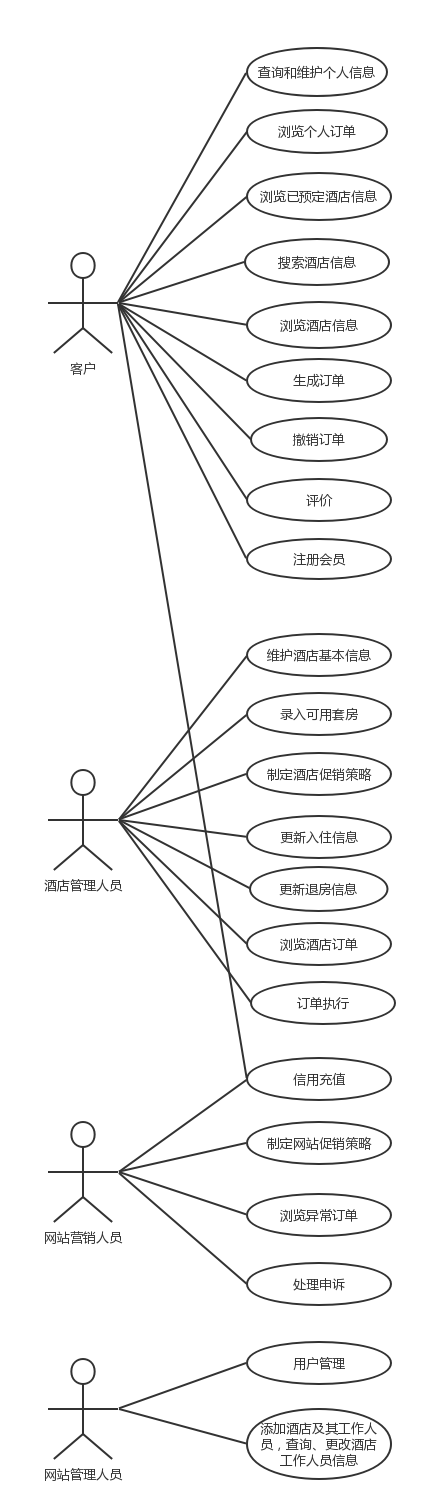 查询和维护个人信息
浏览个人订单
浏览已预定酒店信息
搜索酒店信息
浏览酒店信息
客户
生成订单
撤销订单
评价
注册会员
维护酒店基本信息
录入可用套房
制定酒店促销策略
更新入住信息
酒店管理人员
更新退房信息
浏览酒店订单
订单执行
信用充值
制定网站促销策略
浏览异常订单
网站营销人员
处理申诉
用户管理
添加酒店及其工作人
员，查询、更改酒店
工作人员信息
网站管理人员